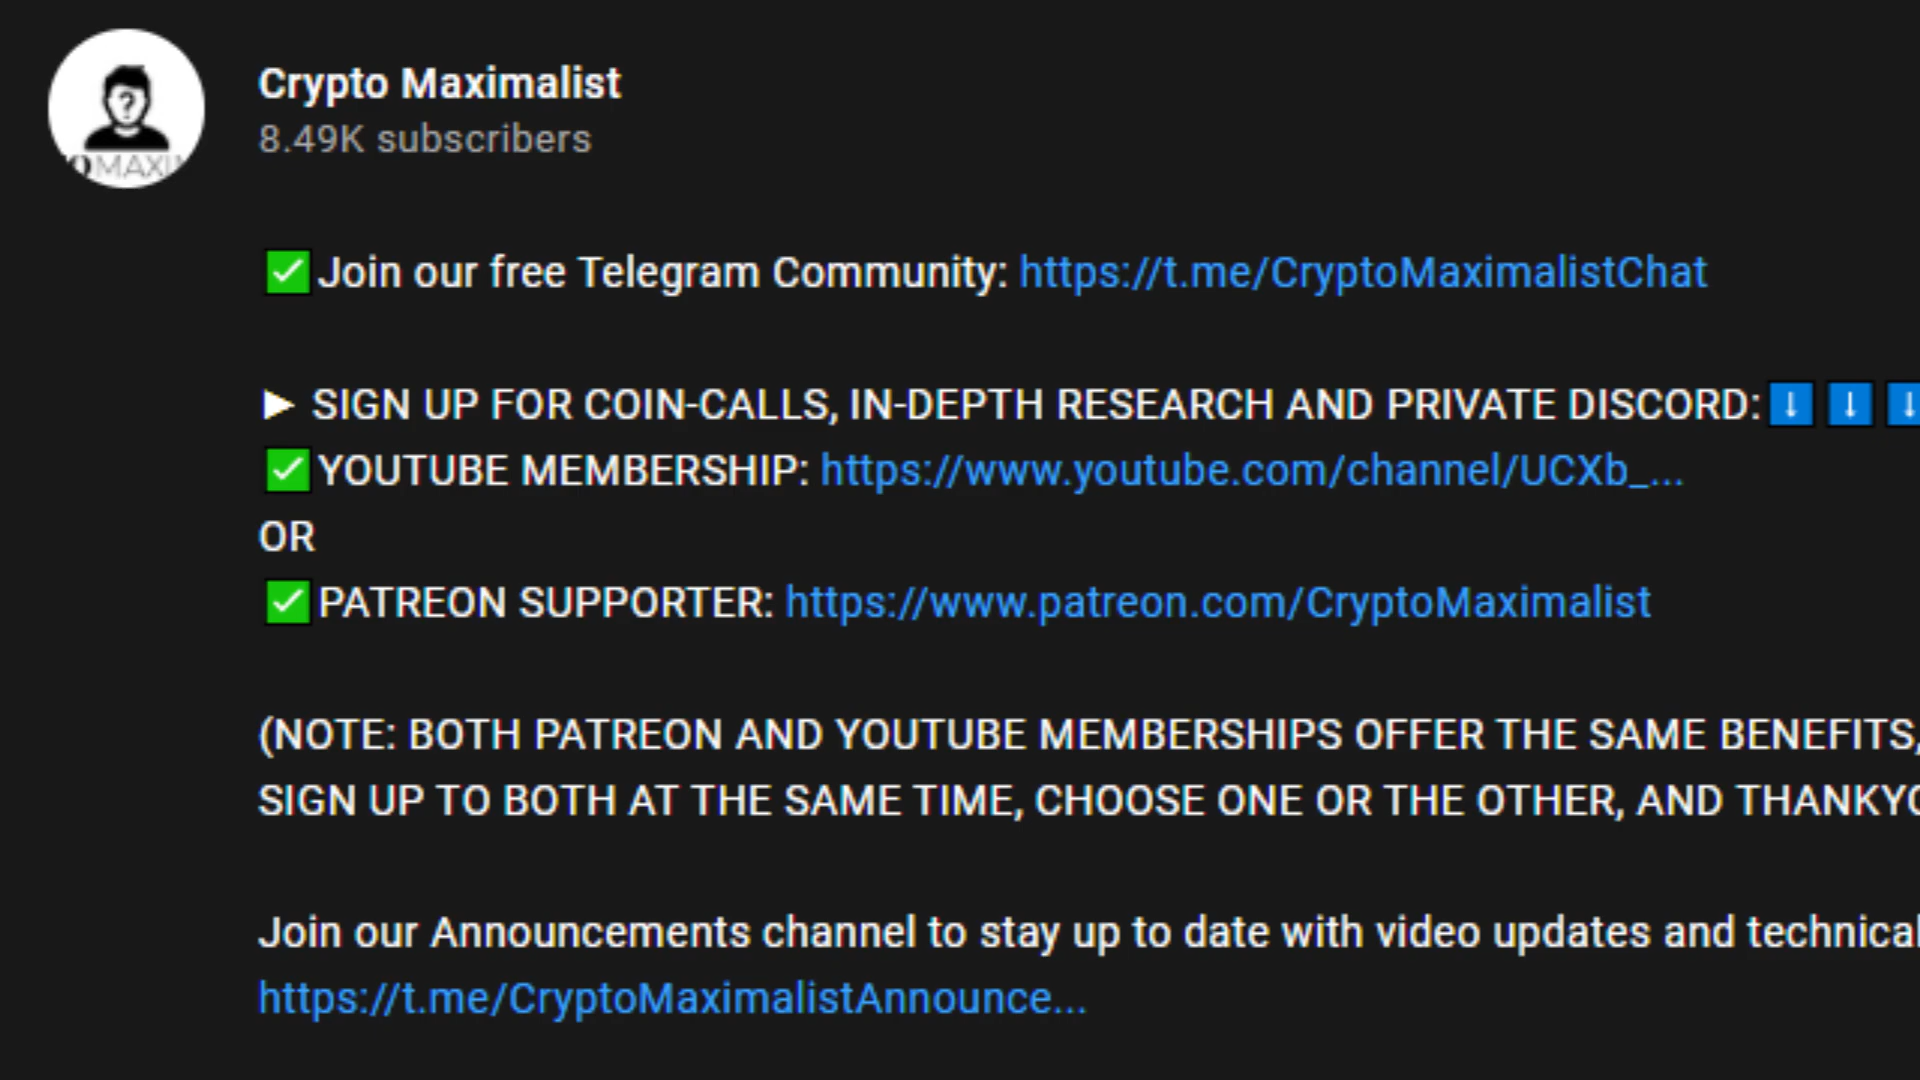 Crypto Maximalist
8.49K subscribers
OMAXI
✅Join our free Telegram Community: https://t.me/CryptoMaximalistChat
► SIGN UP FOR COIN-CALLS, IN-DEPTH RESEARCH AND PRIVATE DISCORD:⬇⬇⬇
✅YOUTUBE MEMBERSHIP: https://www.youtube.com/channel/UCXb_...
OR
✅PATREON SUPPORTER: https://www.patreon.com/CryptoMaximalist
(NOTE: BOTH PATREON AND YOUTUBE MEMBERSHIPS OFFER THE SAME BENEFITS,
SIGN UP TO BOTH AT THE SAME TIME, CHOOSE ONE OR THE OTHER, AND THANKYO
Join our Announcements channel to stay up to date with video updates and technical
https://t.me/CryptoMaximalistAnnounce...